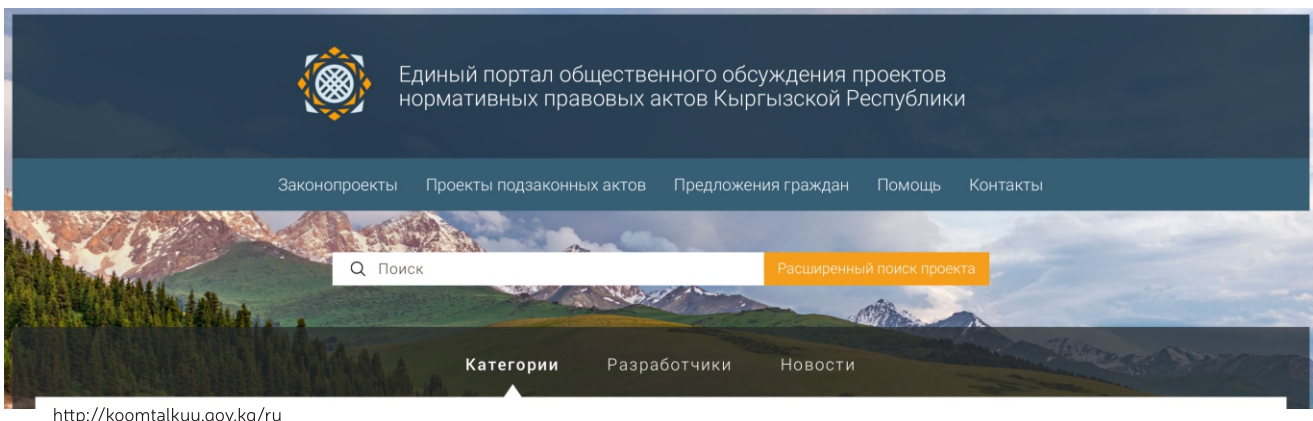 Единый портал общественного обсуждения проектов
нормативных правовых актов Кыргызской Республики
Законопроекты Проекты подзаконных актов Предложения граждан Помощь Контакты
Поиск Расширенный поиск проекта
Категории Разработчики Новости
http://koomtalkuu.gov.kg/ru